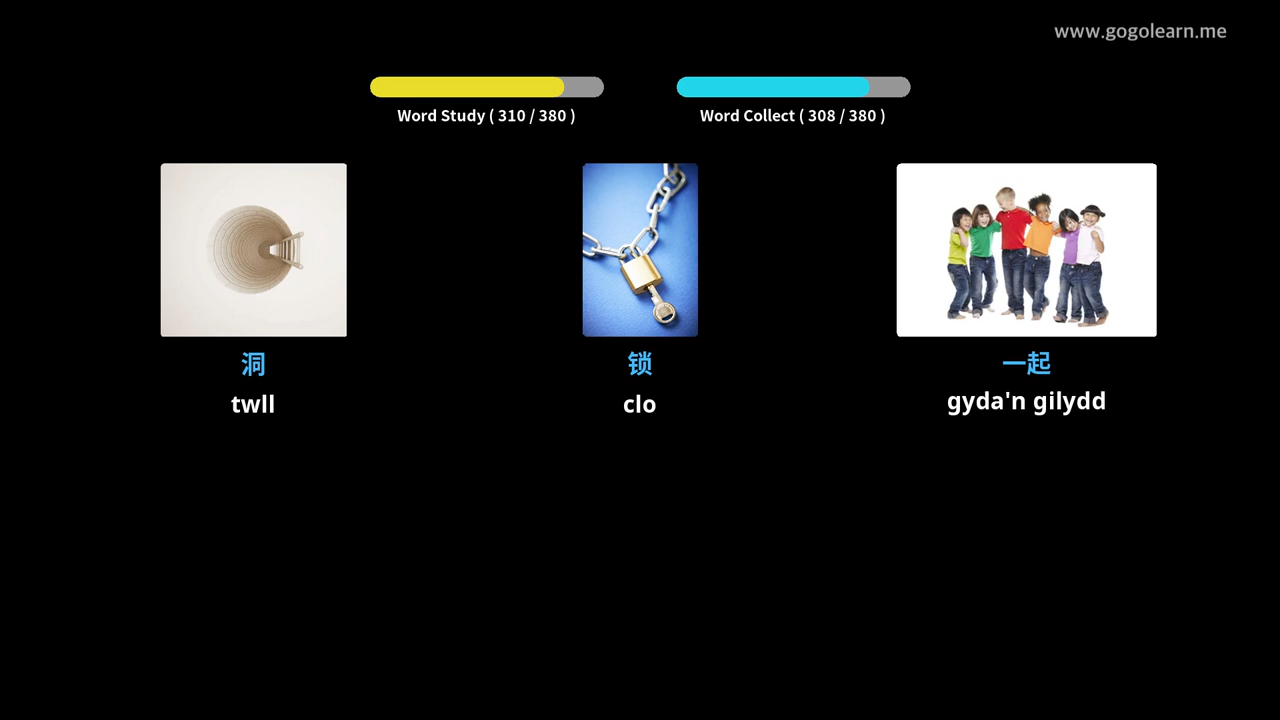 www.gogolearn.me
Word Study ( 310 / 380 )
Word Collect ( 308 / 380 )
洞
twll
锁
clo
一起
gyda'n gilydd